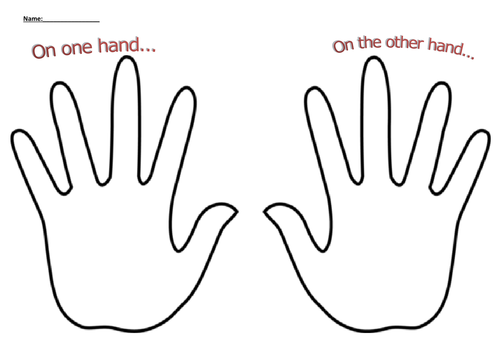 Name:
On one hand...
On the other hand...